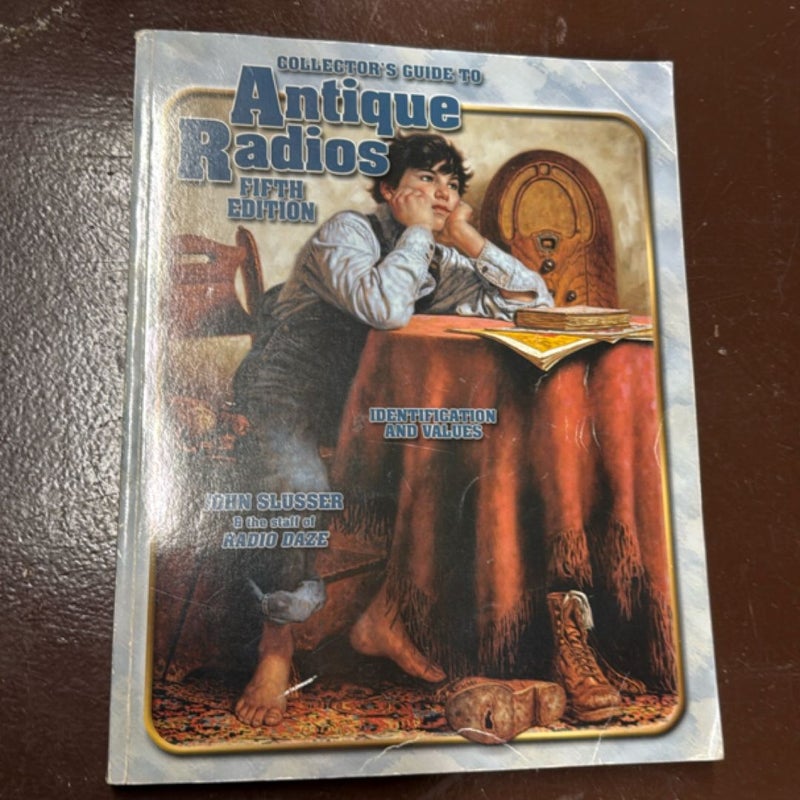 COLLECTOR'S GUIDE TO
Antique
Radios
FIFTH
EDITION
IDENTIFICATION
AND VALUES
JOHN SLUSSER
& the staff of
RADIO DAZE